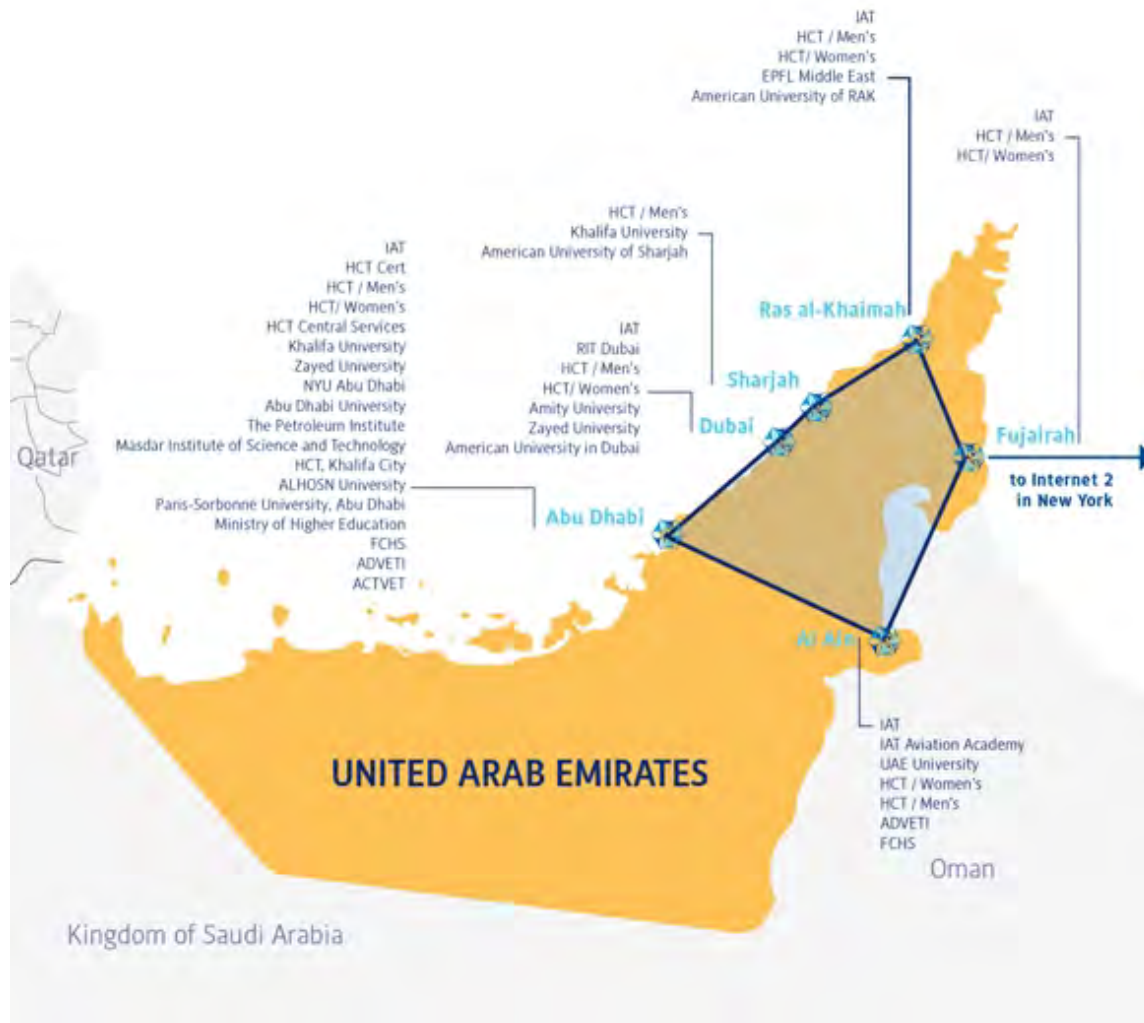 IAT
HCT / Men's
HCT/ Women's
EPFL Middle East
American University of RAK
IAT
HCT / Men's
HCT/ Women's
HCT / Men's
Khalifa University
American University of Sharjah
IAT
HCT Cert
HCT / Men's
HCT/ Women's
HCT Central Services
Khalifa University
Zayed University
NYU Abu Dhabi
Abu Dhabi University
The Petroleum Institute
Masdar Institute of Science and Technology
HCT, Khalifa City
ALHOSN University
Paris-Sorbonne University, Abu Dhabi
Ministry of Higher Education
FCHS
ADVETI
ACTVET
IAT
RIT Dubai
HCT / Men's
HCT/ Women's
Amity University
Zayed University
American University in Dubai
Ras al-Khaimah
Sharjah
Dubai
Fujairah
Qatar
to Internet 2
in New York
Abu Dhabi
Al Ain
IAT
IAT Aviation Academy
UAE University
HCT / Women's
HCT / Men's
ADVETI
FCHS
UNITED ARAB EMIRATES
Oman
Kingdom of Saudi Arabia